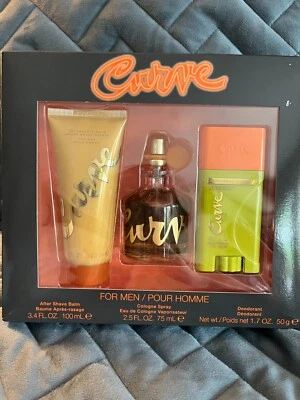 Curve
Curve
Curve
Curve
FOR MEN / POUR HOMME
After Shave Balm
Baume Après-rasage
3.4 FL.OZ. 100 mL ℮
Cologne Spray
Eau de Cologne Vaporisateur
2.5 FL.OZ. 75 mL ℮
Deodorant
Déodorant
Net wt./Poids net 1.7 OZ. 50 g ℮